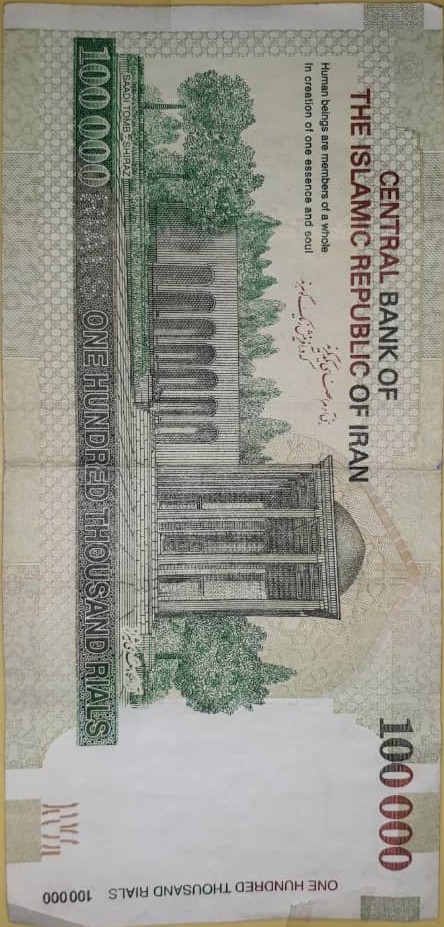 CENTRAL BANK OF
THE ISLAMIC REPUBLIC OF IRAN
100 000
Human beings are members of a whole
In creation of one essence and soul
بنی آدم اعضای یکدیگرند
که در آفرینش ز یک گوهرند
ONE HUNDRED THOUSAND RIALS 100 000
SAADI TOMB - SHIRAZ
آرامگاه سعدی شیراز
100 000 RIALS ONE HUNDRED THOUSAND RIALS